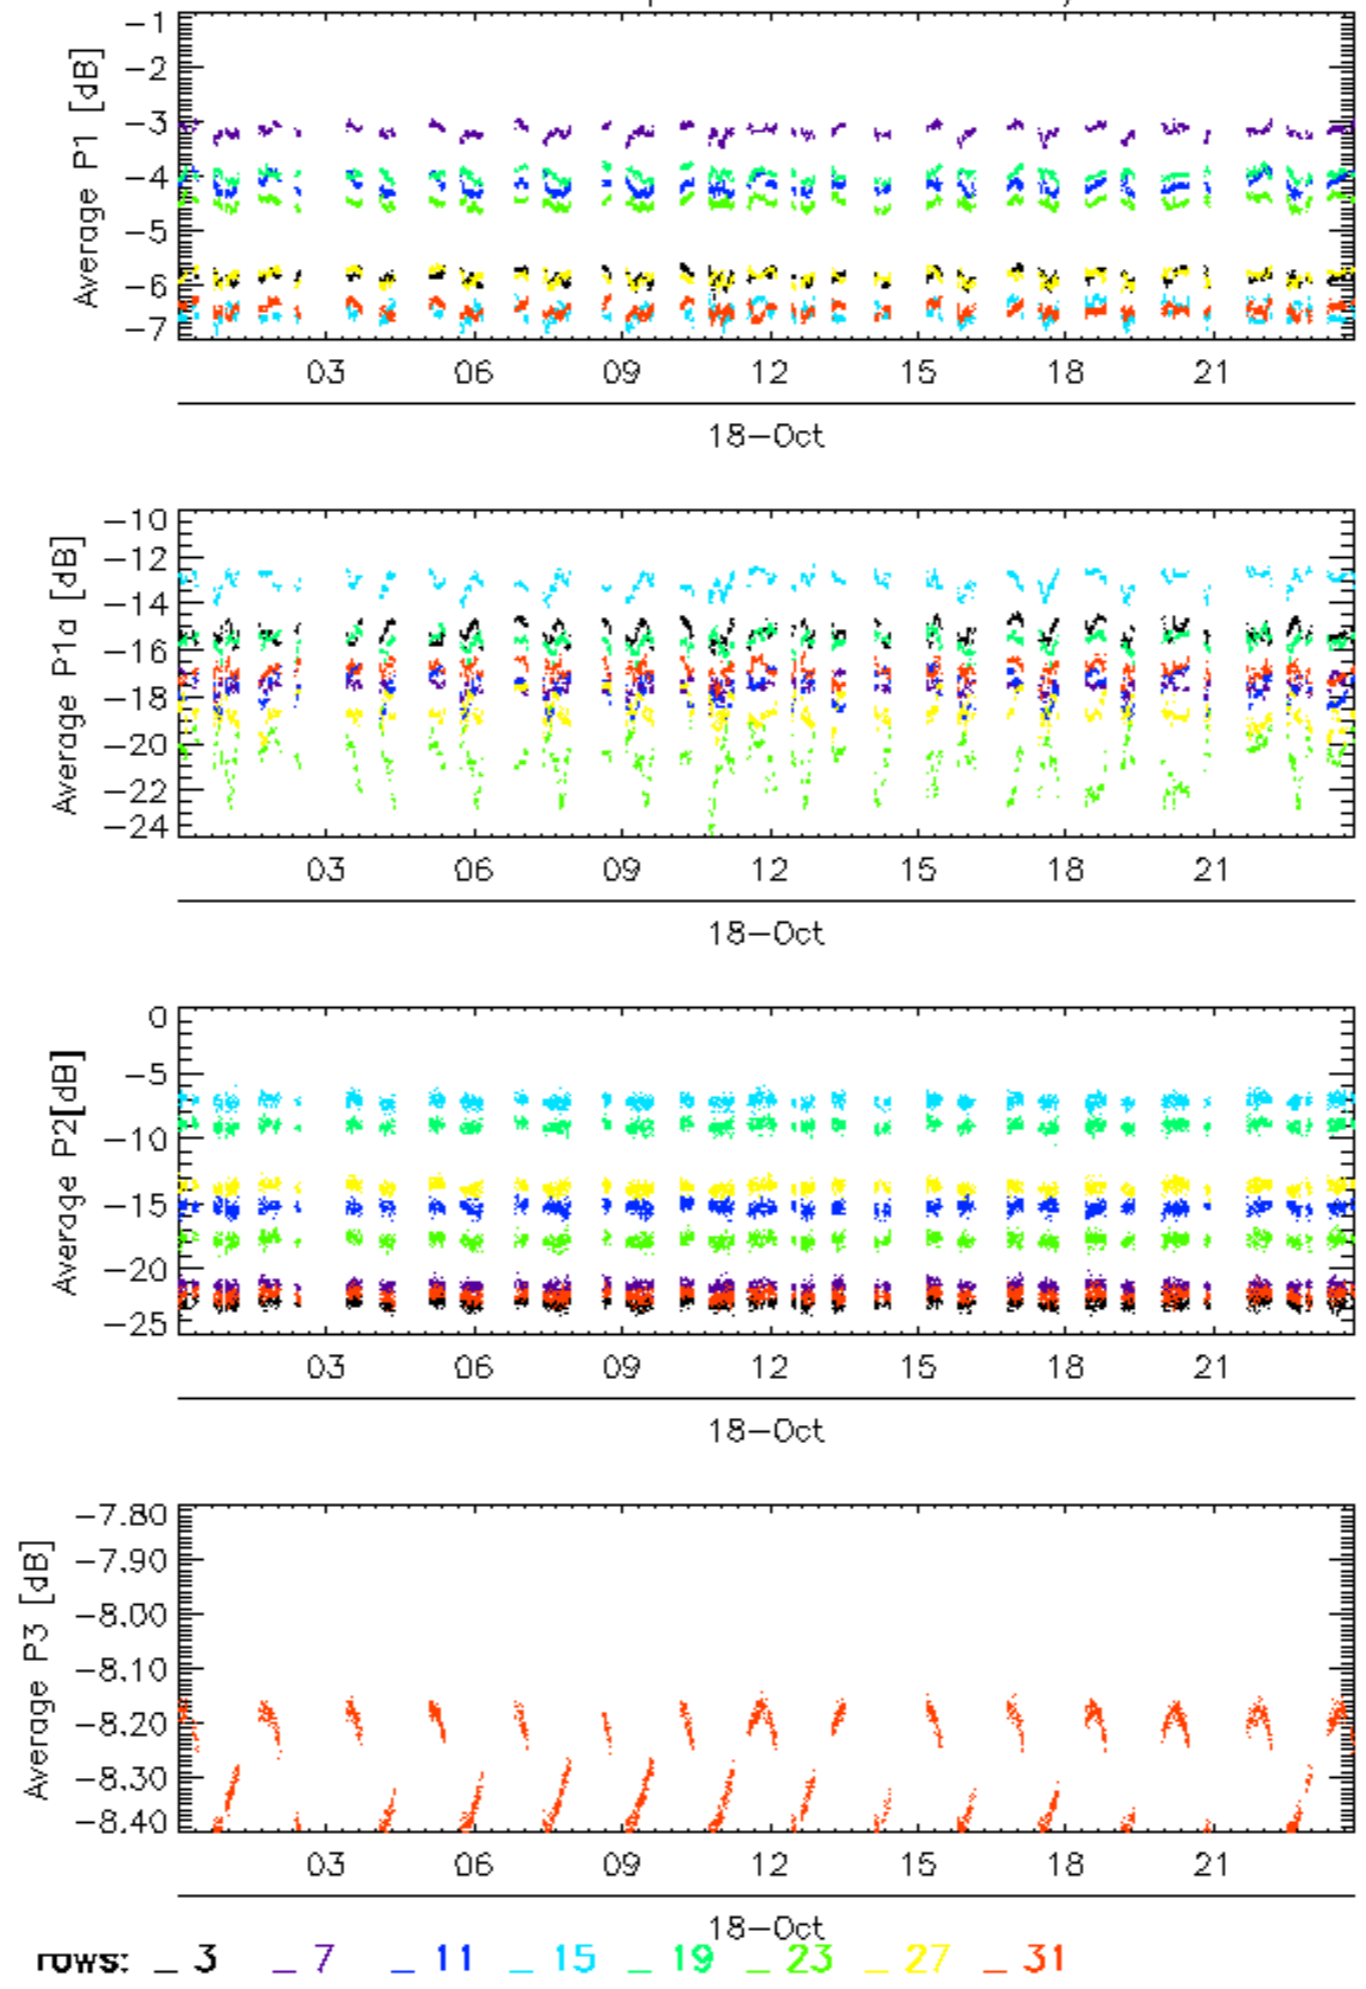 Average P1 [dB]
-1
-2
-3
-4
-5
-6
-7
03 06 09 12 15 18 21
18-Oct
Average P1a [dB]
-10
-12
-14
-16
-18
-20
-22
-24
03 06 09 12 15 18 21
18-Oct
Average P2[dB]
0
-5
-10
-15
-20
-25
03 06 09 12 15 18 21
18-Oct
Average P3 [dB]
-7.80
-7.90
-8.00
-8.10
-8.20
-8.30
-8.40
03 06 09 12 15 18 21
18-Oct
rows: _ 3 _ 7 _ 11 _ 15 _ 19 _ 23 _ 27 _ 31